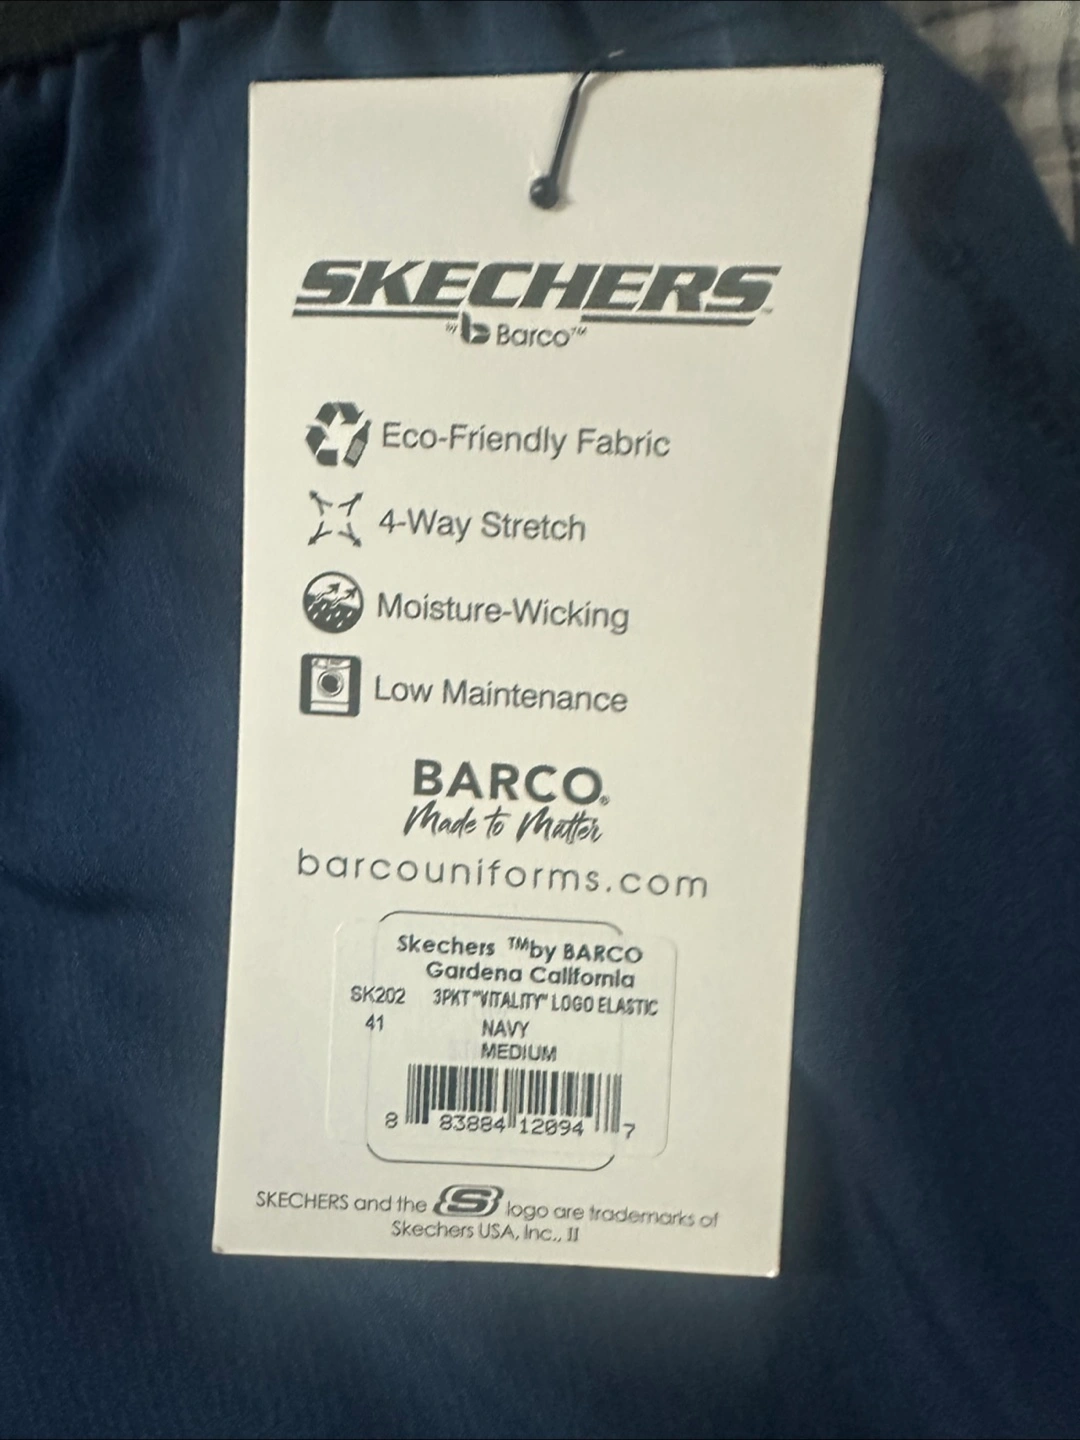 SKECHERS™
by b Barco™
Eco-Friendly Fabric
4-Way Stretch
Moisture-Wicking
Low Maintenance
BARCO®
Made to Matter
barcouniforms.com
Skechers ™by BARCO
Gardena California
SK202 3PKT "VITALITY" LOGO ELASTIC
41 NAVY
MEDIUM
8 83884 12094 7
SKECHERS and the S logo are trademarks of
Skechers USA, Inc., II